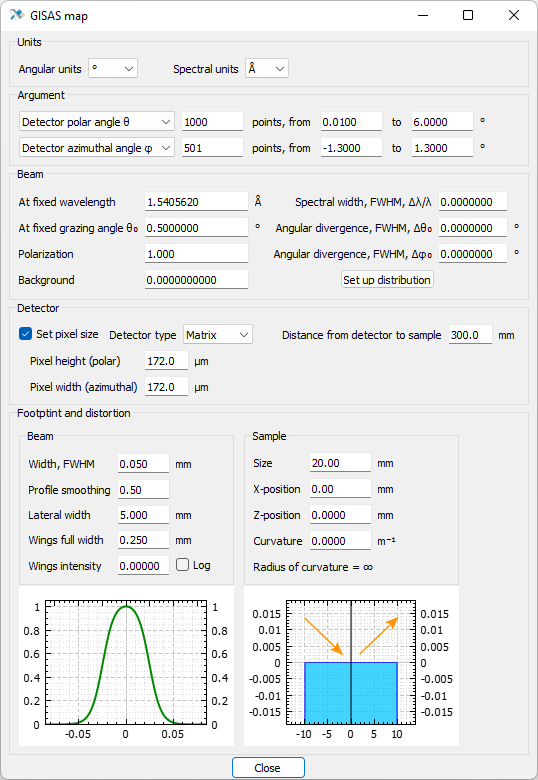 GISAS map
Units
Angular units ° Spectral units Å
Argument
Detector polar angle θ 1000 points, from 0.0100 to 6.0000 °
Detector azimuthal angle φ 501 points, from -1.3000 to 1.3000 °
Beam
At fixed wavelength 1.5405620 Å Spectral width, FWHM, Δλ/λ 0.0000000
At fixed grazing angle θ₀ 0.5000000 ° Angular divergence, FWHM, Δθ₀ 0.0000000 °
Polarization 1.000 Angular divergence, FWHM, Δφ₀ 0.0000000 °
Background 0.0000000000 Set up distribution
Detector
Set pixel size Detector type Matrix Distance from detector to sample 300.0 mm
Pixel height (polar) 172.0 µm
Pixel width (azimuthal) 172.0 µm
Footptint and distortion
Beam
Width, FWHM 0.050 mm
Profile smoothing 0.50
Lateral width 5.000 mm
Wings full width 0.250 mm
Wings intensity 0.00000 Log
Sample
Size 20.00 mm
X-position 0.00 mm
Z-position 0.0000 mm
Curvature 0.0000 m⁻¹
Radius of curvature = ∞
1 1
0.8 0.8
0.6 0.6
0.4 0.4
0.2 0.2
0 0
-0.05 0 0.05
0.015 0.015
0.01 0.01
0.005 0.005
0 0
-0.005 -0.005
-0.01 -0.01
-0.015 -0.015
-10 -5 0 5 10
Close